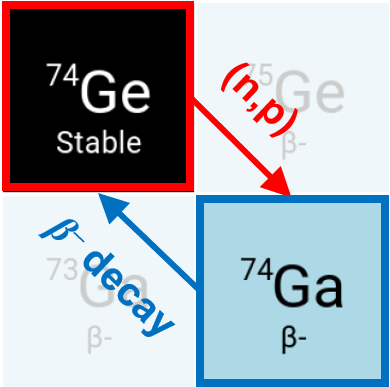 ⁷⁴Ge
Stable
(n,p)
⁷⁵Ge
β-
β⁻ decay
⁷³Ga
β-
⁷⁴Ga
β-